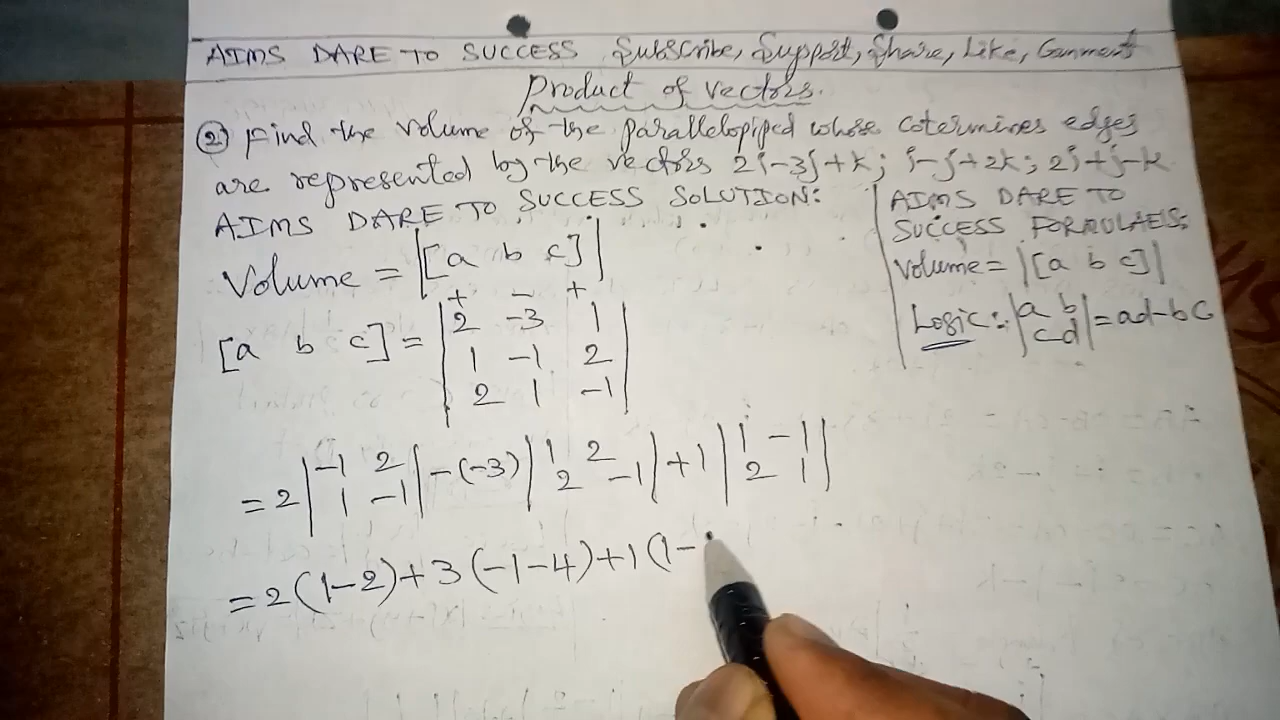 AIMS DARE TO SUCCESS Subscribe, Support, Share, Like, Comment
Product of vectors.
② Find the volume of the parallelopiped whose cotermines edges
are represented by the vectors 2i-3j+k; i-j+2k; 2i+j-k
AIMS DARE TO SUCCESS SOLUTION:
Volume = |[a b c]|
+ - +
[a b c] = | 2 -3 1 |
| 1 -1 2 |
| 2 1 -1 |
= 2 | -1 2 | -(-3) | 1 2 | +1 | 1 -1 |
| 1 -1 | | 2 -1 | | 2 1 |
= 2(1-2)+3(-1-4)+1(1-
AIMS DARE TO
SUCCESS FORMULAES:
Volume = |[a b c]|
Logic:- | a b | = ad-bc
| c d |